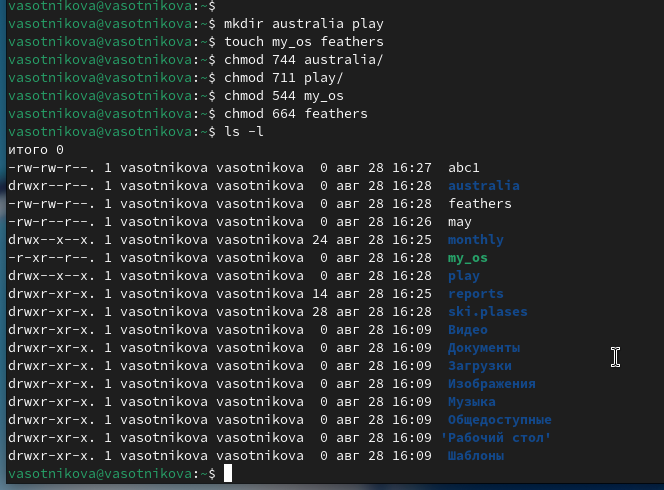 vasotnikova@vasotnikova:~$
vasotnikova@vasotnikova:~$ mkdir australia play
vasotnikova@vasotnikova:~$ touch my_os feathers
vasotnikova@vasotnikova:~$ chmod 744 australia/
vasotnikova@vasotnikova:~$ chmod 711 play/
vasotnikova@vasotnikova:~$ chmod 544 my_os
vasotnikova@vasotnikova:~$ chmod 664 feathers
vasotnikova@vasotnikova:~$ ls -l
итого 0
-rw-rw-r--. 1 vasotnikova vasotnikova  0 авг 28 16:27  abc1
drwxr--r--. 1 vasotnikova vasotnikova  0 авг 28 16:28  australia
-rw-rw-r--. 1 vasotnikova vasotnikova  0 авг 28 16:28  feathers
-rw-r--r--. 1 vasotnikova vasotnikova  0 авг 28 16:26  may
drwx--x--x. 1 vasotnikova vasotnikova 24 авг 28 16:25  monthly
-r-xr--r--. 1 vasotnikova vasotnikova  0 авг 28 16:28  my_os
drwx--x--x. 1 vasotnikova vasotnikova  0 авг 28 16:28  play
drwxr-xr-x. 1 vasotnikova vasotnikova 14 авг 28 16:25  reports
drwxr-xr-x. 1 vasotnikova vasotnikova 28 авг 28 16:28  ski.plases
drwxr-xr-x. 1 vasotnikova vasotnikova  0 авг 28 16:09  Видео
drwxr-xr-x. 1 vasotnikova vasotnikova  0 авг 28 16:09  Документы
drwxr-xr-x. 1 vasotnikova vasotnikova  0 авг 28 16:09  Загрузки
drwxr-xr-x. 1 vasotnikova vasotnikova  0 авг 28 16:09  Изображения
drwxr-xr-x. 1 vasotnikova vasotnikova  0 авг 28 16:09  Музыка
drwxr-xr-x. 1 vasotnikova vasotnikova  0 авг 28 16:09  Общедоступные
drwxr-xr-x. 1 vasotnikova vasotnikova  0 авг 28 16:09 'Рабочий стол'
drwxr-xr-x. 1 vasotnikova vasotnikova  0 авг 28 16:09  Шаблоны
vasotnikova@vasotnikova:~$